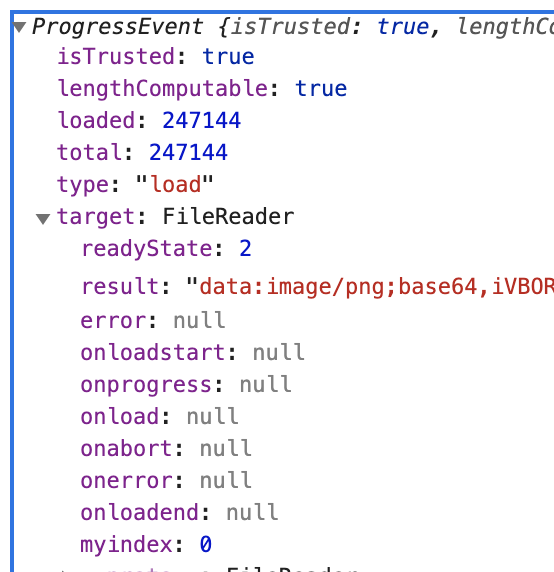 ProgressEvent {isTrusted: true, lengthCo
isTrusted: true
lengthComputable: true
loaded: 247144
total: 247144
type: "load"
target: FileReader
readyState: 2
result: "data:image/png;base64,iVBOR
error: null
onloadstart: null
onprogress: null
onload: null
onabort: null
onerror: null
onloadend: null
myindex: 0